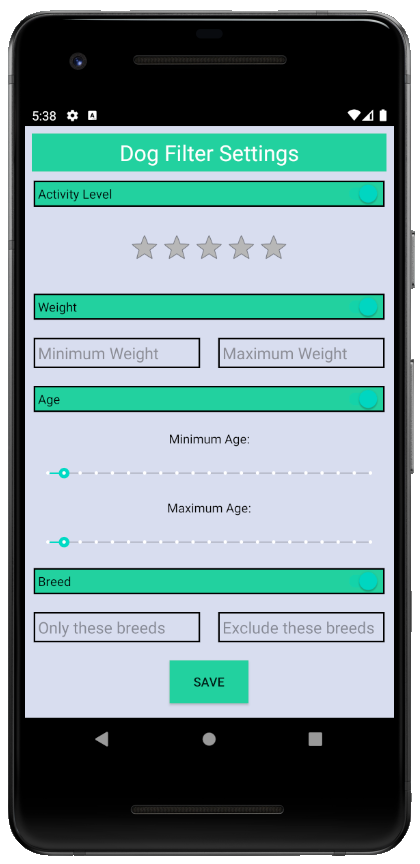 5:38
Dog Filter Settings
Activity Level
Weight
Minimum Weight Maximum Weight
Age
Minimum Age:
Maximum Age:
Breed
Only these breeds Exclude these breeds
SAVE